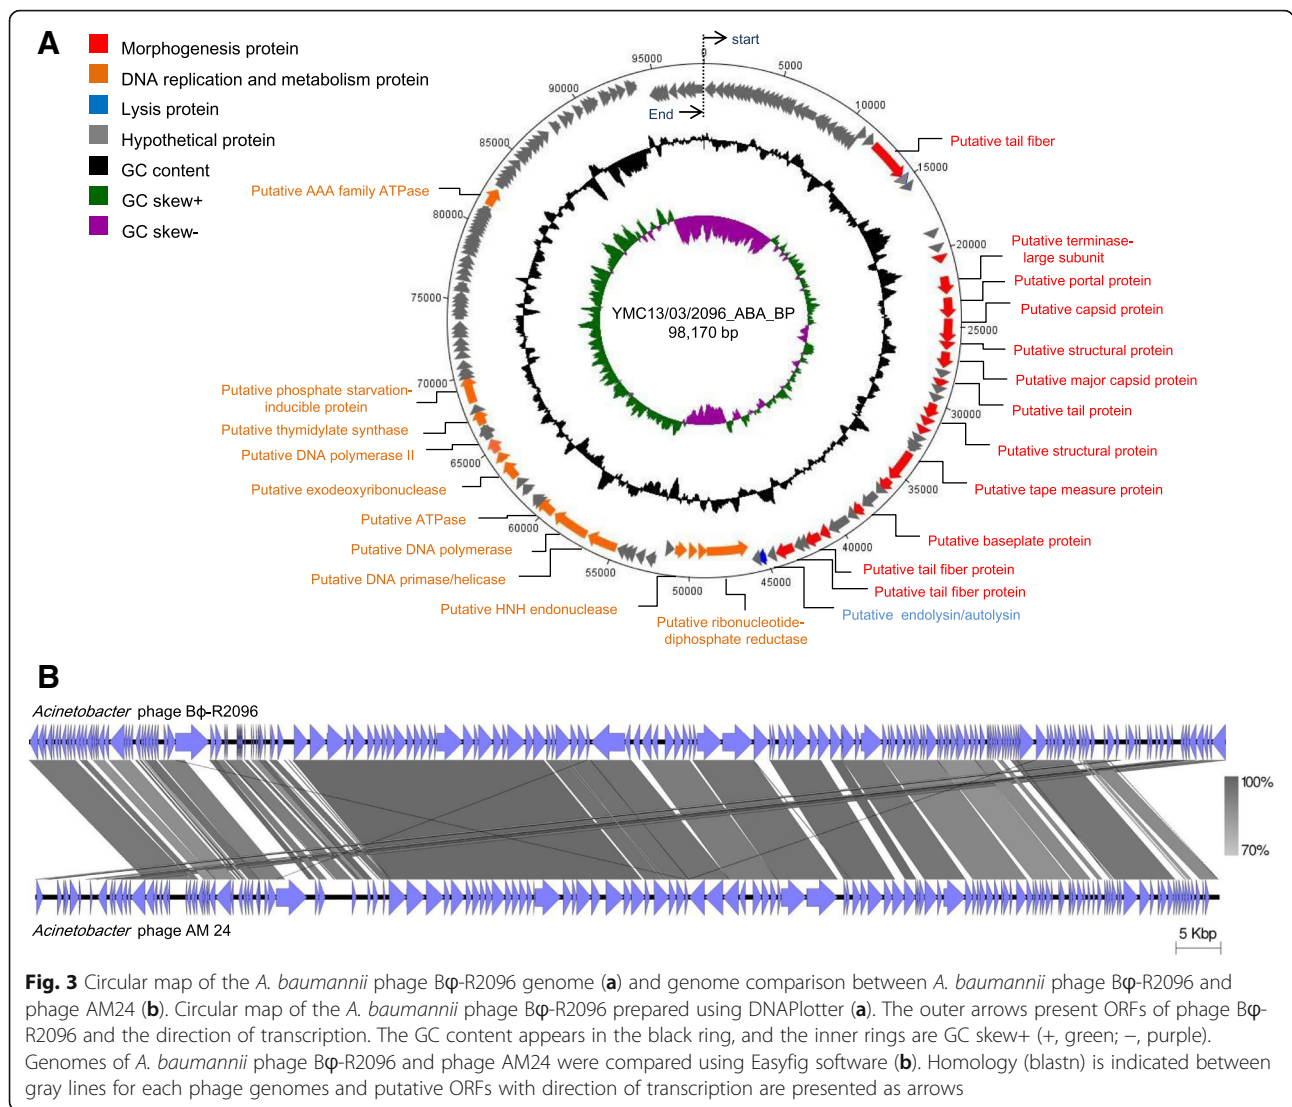 A
Morphogenesis protein
DNA replication and metabolism protein
Lysis protein
Hypothetical protein
GC content
GC skew+
GC skew-
start
End
0
5000
10000
15000
20000
25000
30000
35000
40000
45000
50000
55000
60000
65000
70000
75000
80000
85000
90000
95000
Putative tail fiber
Putative terminase-
large subunit
Putative portal protein
Putative capsid protein
Putative structural protein
Putative major capsid protein
Putative tail protein
Putative structural protein
Putative tape measure protein
Putative baseplate protein
Putative tail fiber protein
Putative tail fiber protein
Putative endolysin/autolysin
Putative ribonucleotide-
diphosphate reductase
Putative HNH endonuclease
Putative DNA primase/helicase
Putative DNA polymerase
Putative ATPase
Putative exodeoxyribonuclease
Putative DNA polymerase II
Putative thymidylate synthase
Putative phosphate starvation-
inducible protein
Putative AAA family ATPase
YMC13/03/2096_ABA_BP
98,170 bp
B
Acinetobacter phage Bϕ-R2096
100%
70%
Acinetobacter phage AM 24
5 Kbp
Fig. 3 Circular map of the A. baumannii phage Bφ-R2096 genome (a) and genome comparison between A. baumannii phage Bφ-R2096 and
phage AM24 (b). Circular map of the A. baumannii phage Bφ-R2096 prepared using DNAPlotter (a). The outer arrows present ORFs of phage Bφ-
R2096 and the direction of transcription. The GC content appears in the black ring, and the inner rings are GC skew+ (+, green; −, purple).
Genomes of A. baumannii phage Bφ-R2096 and phage AM24 were compared using Easyfig software (b). Homology (blastn) is indicated between
gray lines for each phage genomes and putative ORFs with direction of transcription are presented as arrows